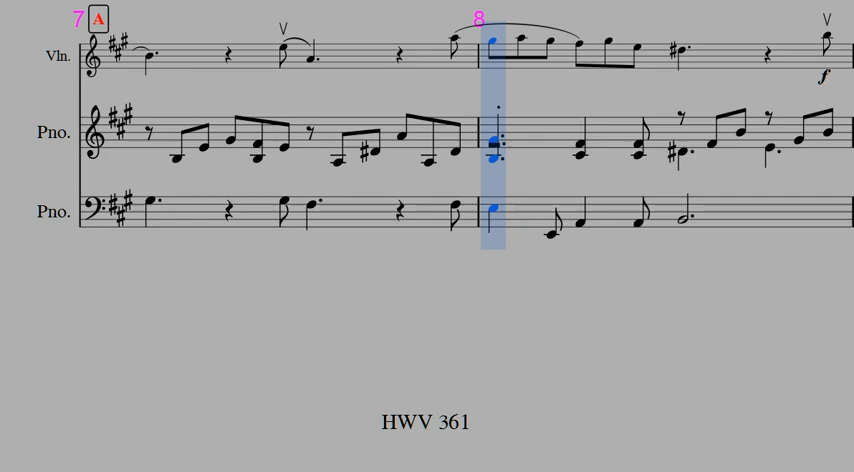 7 A 8
Vln.
f
Pno.
Pno.
HWV 361